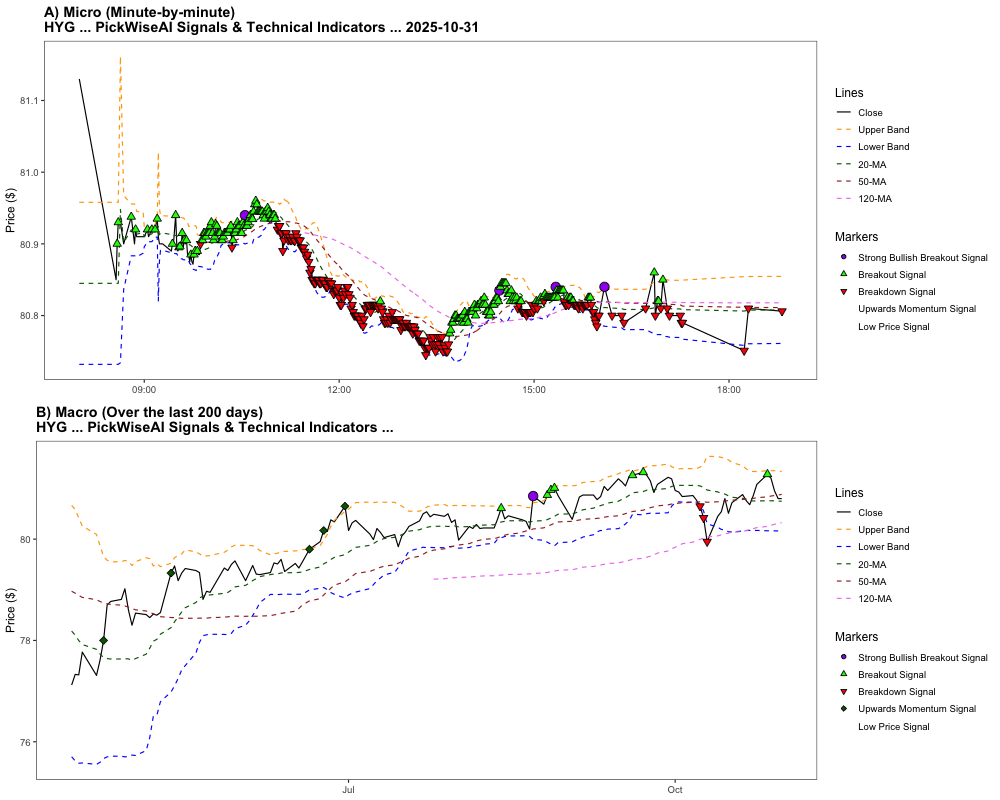 A) Micro (Minute-by-minute)
HYG ... PickWiseAI Signals & Technical Indicators ... 2025-10-31
Price ($)
81.1
81.0
80.9
80.8
09:00
12:00
15:00
18:00
Lines
Close
Upper Band
Lower Band
20-MA
50-MA
120-MA
Markers
Strong Bullish Breakout Signal
Breakout Signal
Breakdown Signal
Upwards Momentum Signal
Low Price Signal
B) Macro (Over the last 200 days)
HYG ... PickWiseAI Signals & Technical Indicators ...
Price ($)
80
78
76
Jul
Oct
Lines
Close
Upper Band
Lower Band
20-MA
50-MA
120-MA
Markers
Strong Bullish Breakout Signal
Breakout Signal
Breakdown Signal
Upwards Momentum Signal
Low Price Signal